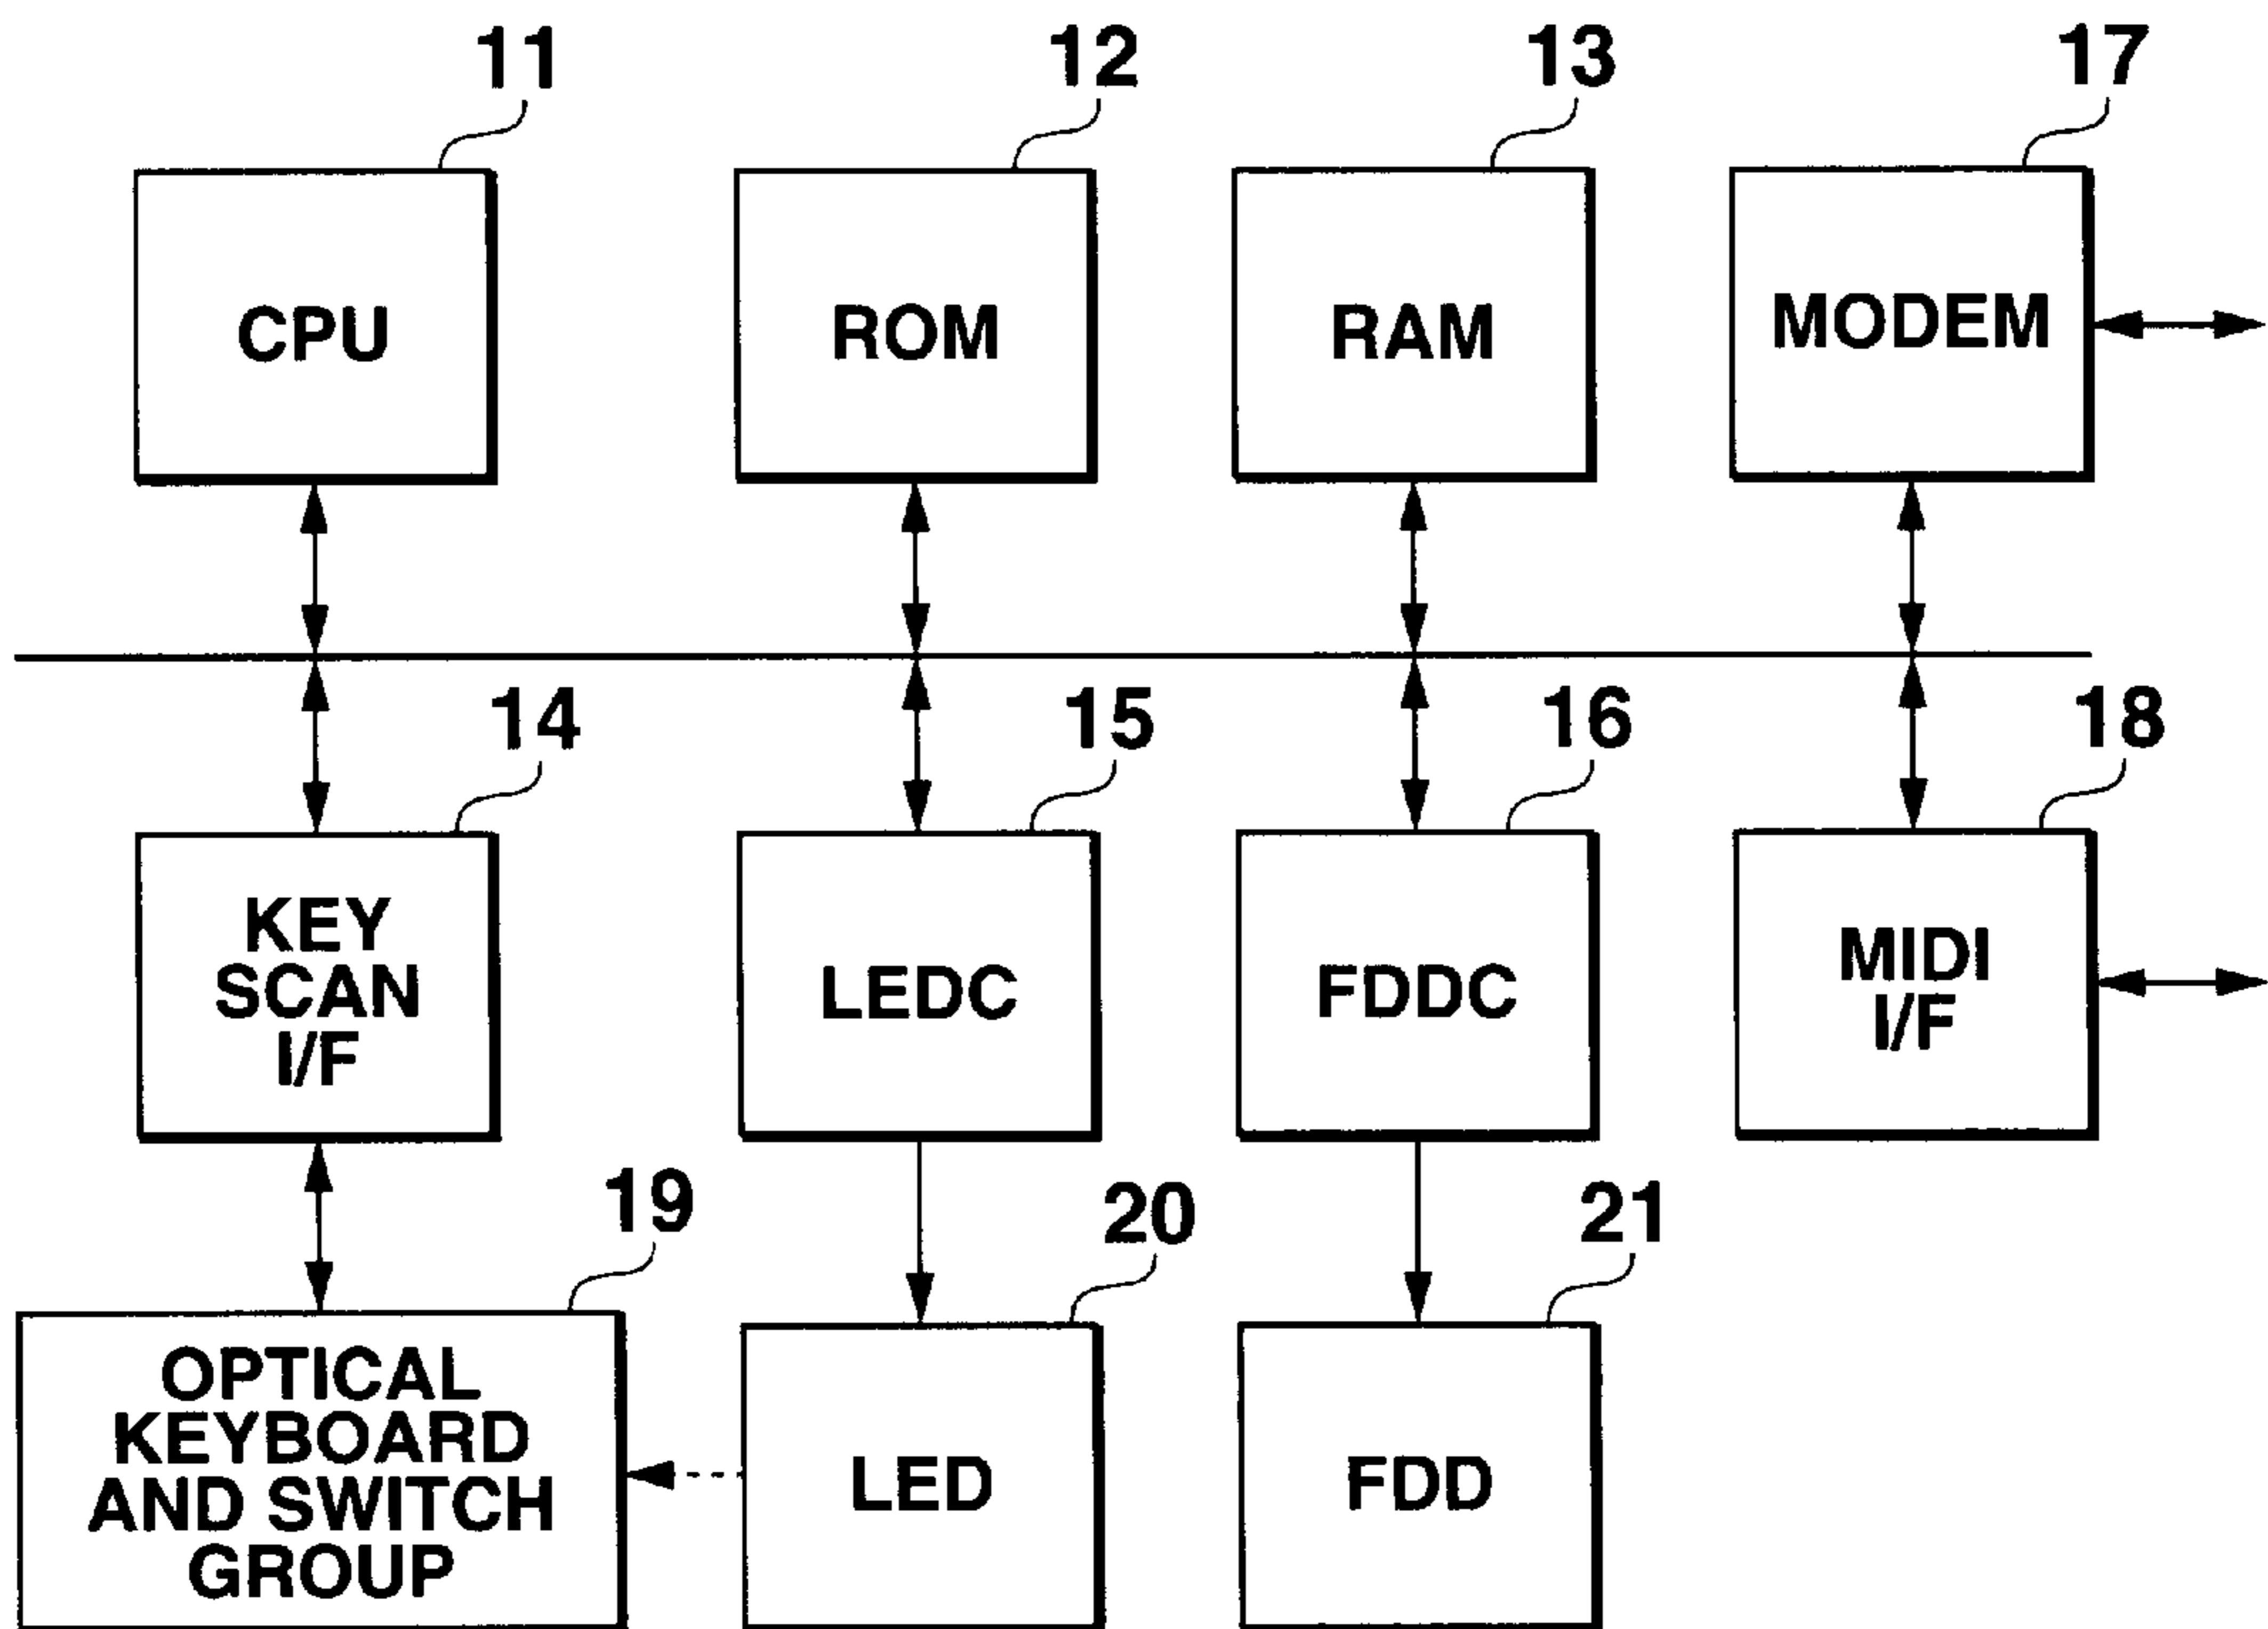 11
12
13
17
CPU
ROM
RAM
MODEM
14
15
16
18
KEY
SCAN
I/F
LEDC
FDDC
MIDI
I/F
19
20
21
OPTICAL
KEYBOARD
AND SWITCH
GROUP
LED
FDD